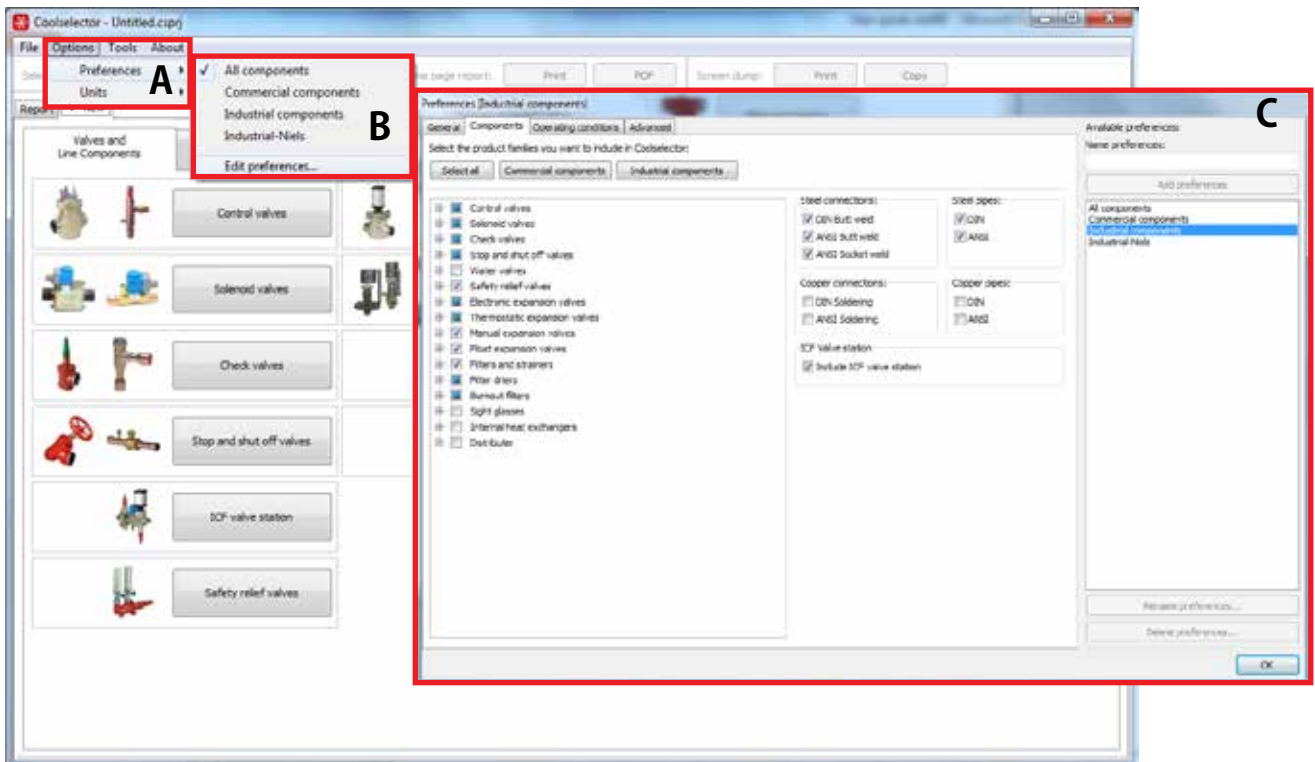 Coolselector - Untitled.csprj
File Options Tools About
Preferences
Units
A
✓ All components
Commercial components
Industrial components
Industrial-Niels
Edit preferences...
B
page report: Print PDF Screen dump: Print Copy
Report
Valves and
Line Components
Control valves
Solenoid valves
Check valves
Stop and shut off valves
ICF valve station
Safety relief valves
Preferences [Industrial components]
C
General Components Operating conditions Advanced
Select the product families you want to include in Coolselector:
Select all Commercial components Industrial components
Control valves
Solenoid valves
Check valves
Stop and shut off valves
Water valves
Safety relief valves
Electronic expansion valves
Thermostatic expansion valves
Manual expansion valves
Float expansion valves
Filters and strainers
Filter driers
Burnout filters
Sight glasses
Internal heat exchangers
Distributer
Steel connections:
DIN Butt weld
ANSI Butt weld
ANSI Socket weld
Steel pipes:
DIN
ANSI
Copper connections:
DIN Soldering
ANSI Soldering
Copper pipes:
DIN
ANSI
ICF Valve station
Include ICF valve station
Available preferences:
Name preferences:
Add preferences
All components
Commercial components
Industrial components
Industrial-Niels
Rename preferences...
Delete preferences...
OK